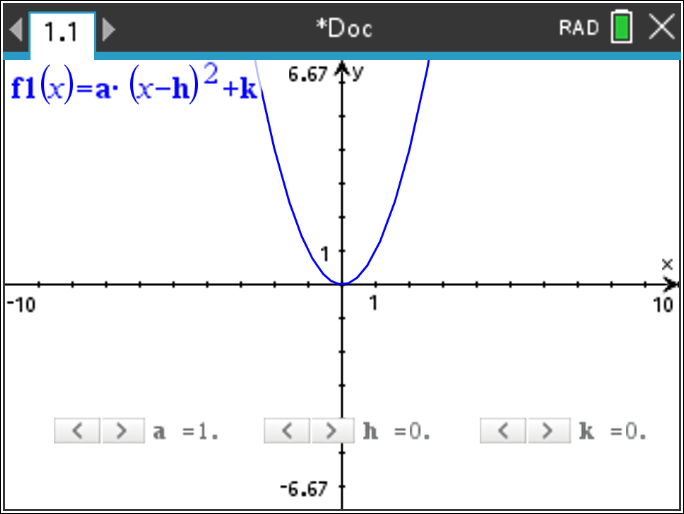 1.1 *Doc RAD
f1(x)=a·(x−h)²+k
6.67 y
1
x
-10 1 10
a =1. h =0. k =0.
-6.67